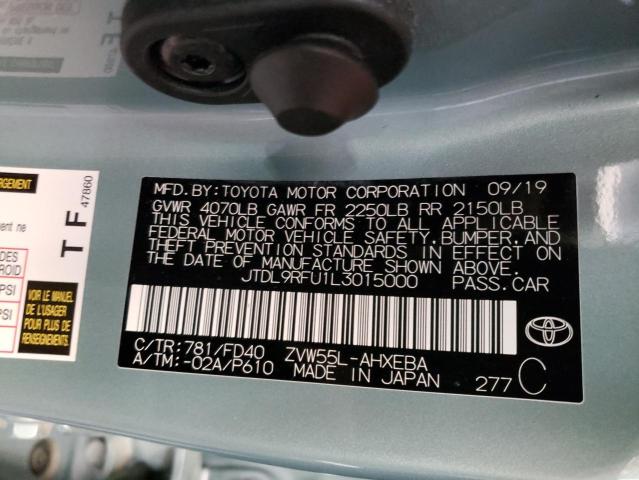 MFD.BY:TOYOTA MOTOR CORPORATION 09/19
GVWR 4070LB GAWR FR 2250LB RR 2150LB
THIS VEHICLE CONFORMS TO ALL APPLICABLE
FEDERAL MOTOR VEHICLE SAFETY, BUMPER, AND
THEFT PREVENTION STANDARDS IN EFFECT ON
THE DATE OF MANUFACTURE SHOWN ABOVE.
JTDL9RFU1L3015000 PASS.CAR
C/TR:781/FD40 ZVW55L-AHXEBA
A/TM:-02A/P610 MADE IN JAPAN 277 C
TOYOTA
TF
47860
VOIR LE MANUEL
DE L'USAGER
POUR PLUS DE
PSI
PSI